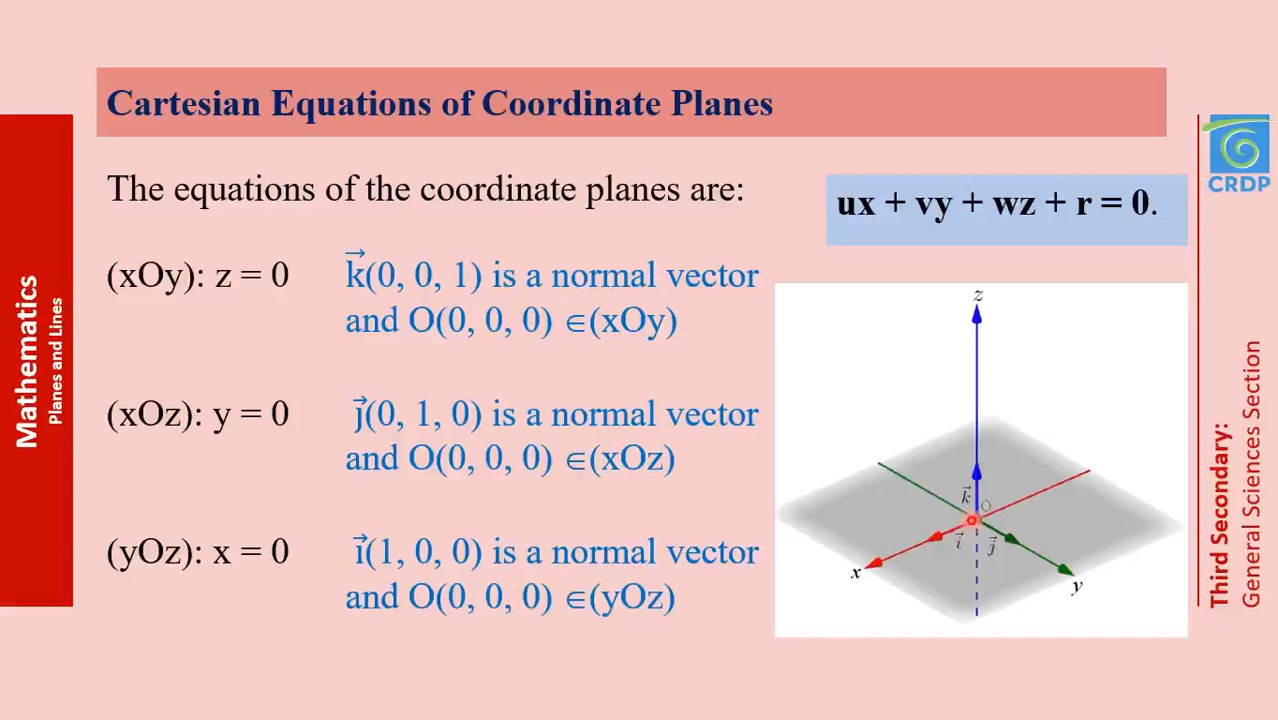 Cartesian Equations of Coordinate Planes
The equations of the coordinate planes are:
ux + vy + wz + r = 0.
(xOy): z = 0
k⃗(0, 0, 1) is a normal vector
and O(0, 0, 0) ∈(xOy)
(xOz): y = 0
j⃗(0, 1, 0) is a normal vector
and O(0, 0, 0) ∈(xOz)
(yOz): x = 0
i⃗(1, 0, 0) is a normal vector
and O(0, 0, 0) ∈(yOz)
z
k⃗
O
i⃗
j⃗
x
y
Mathematics
Planes and Lines
CRDP
Third Secondary:
General Sciences Section